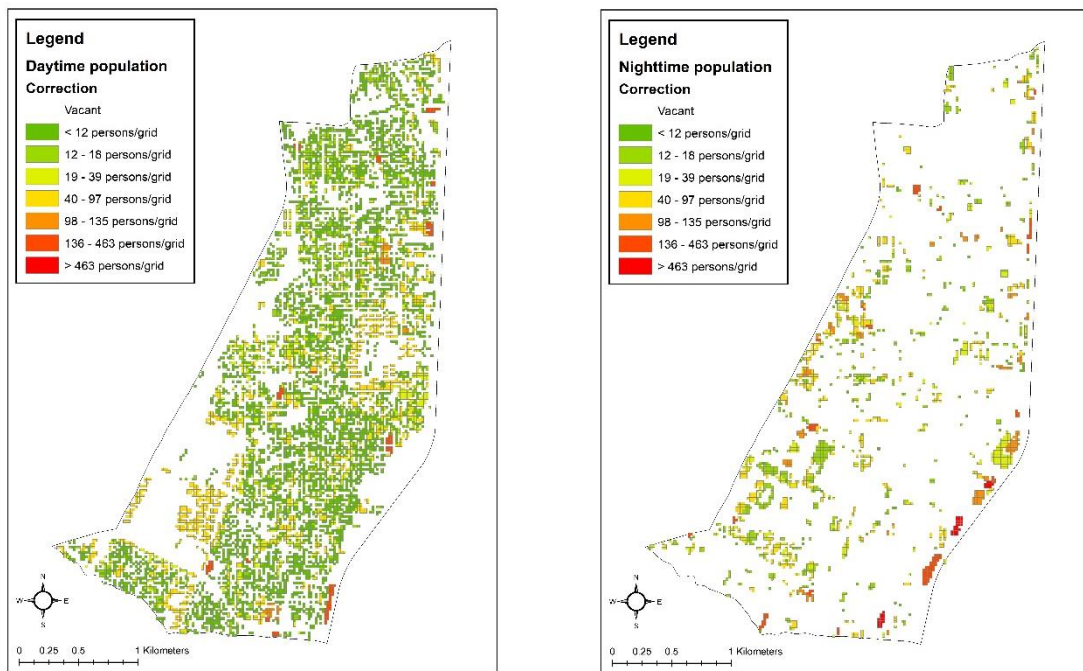 Legend
Daytime population
Correction
Vacant
< 12 persons/grid
12 - 18 persons/grid
19 - 39 persons/grid
40 - 97 persons/grid
98 - 135 persons/grid
136 - 463 persons/grid
> 463 persons/grid
N
W E
S
0 0.25 0.5 1 Kilometers
Legend
Nighttime population
Correction
Vacant
< 12 persons/grid
12 - 18 persons/grid
19 - 39 persons/grid
40 - 97 persons/grid
98 - 135 persons/grid
136 - 463 persons/grid
> 463 persons/grid
N
W E
S
0 0.25 0.5 1 Kilometers